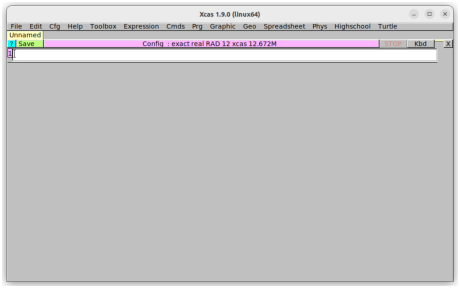 Xcas 1.9.0 (linux64)
File Edit Cfg Help Toolbox Expression Cmds Prg Graphic Geo Spreadsheet Phys Highschool Turtle
Unnamed
? Save Config : exact real RAD 12 xcas 12.672M STOP Kbd X
1